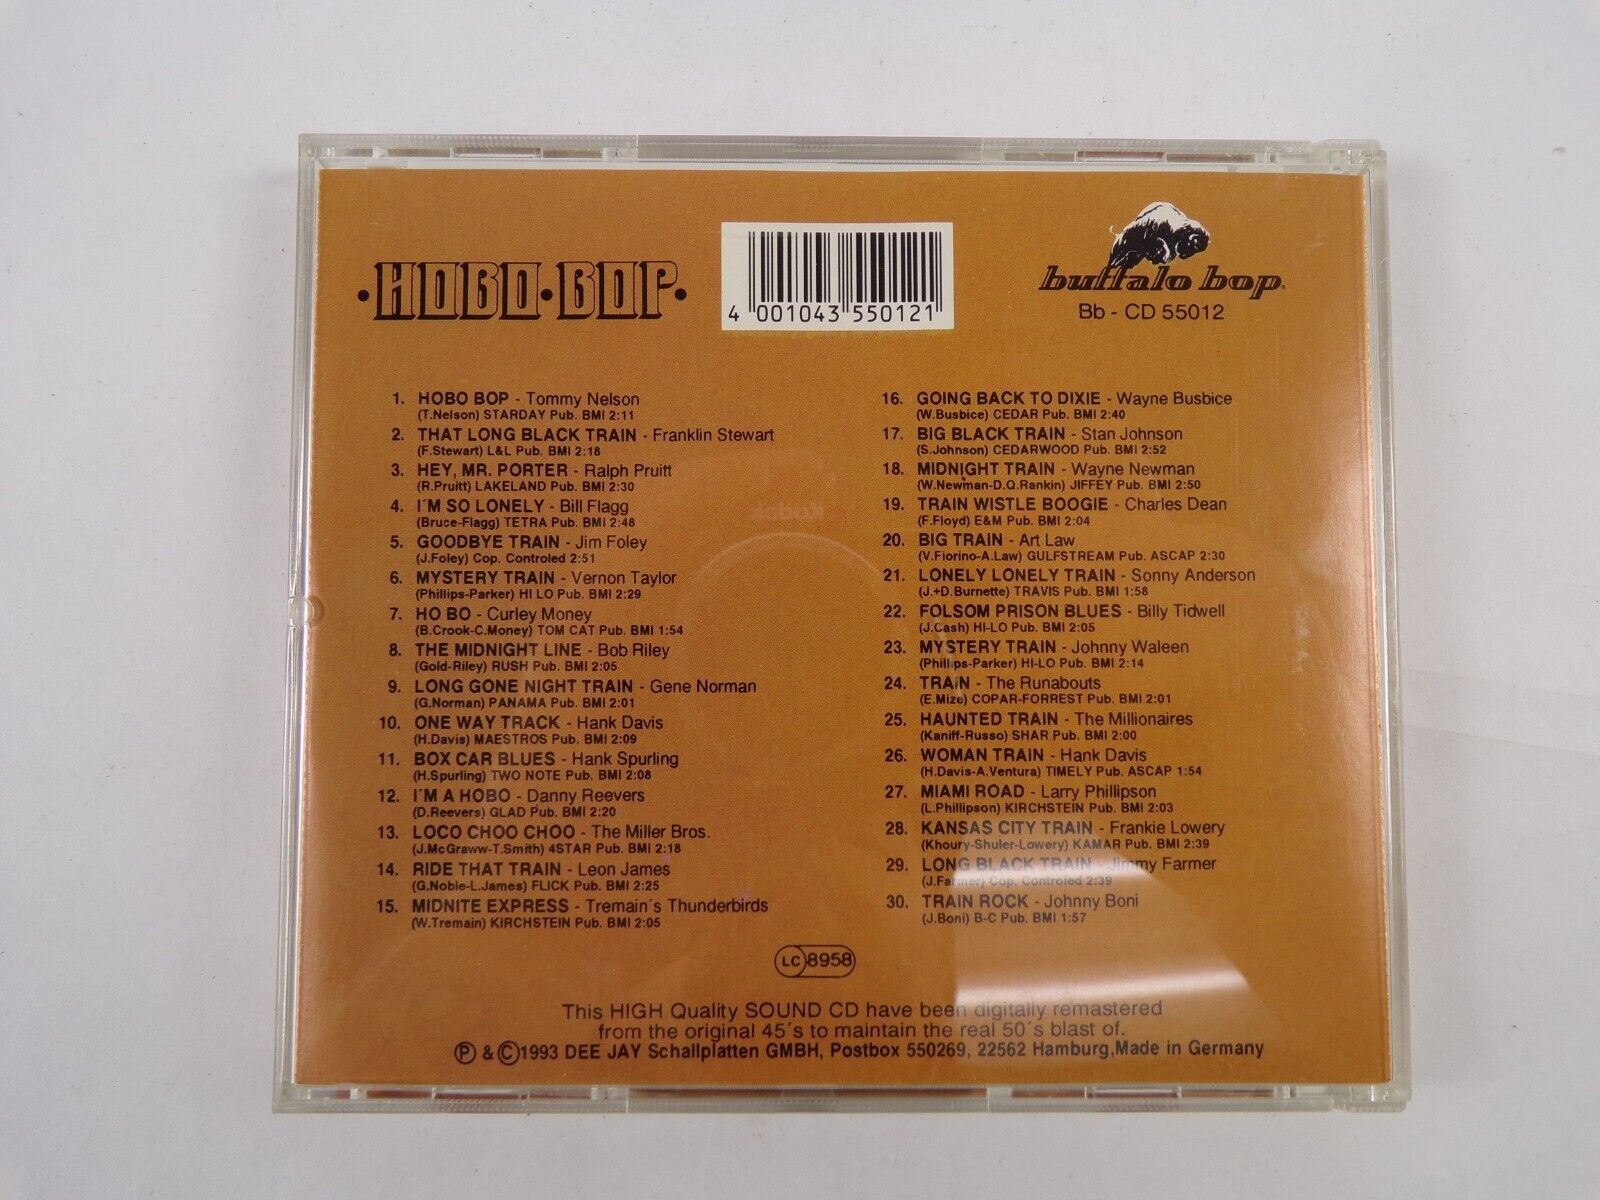 •HOBO•BOP•
4 001043 550121
buffalo bop
Bb - CD 55012
1. HOBO BOP - Tommy Nelson
(T.Nelson) STARDAY Pub. BMI 2:11
2. THAT LONG BLACK TRAIN - Franklin Stewart
(F.Stewart) L&L Pub. BMI 2:18
3. HEY, MR. PORTER - Ralph Pruitt
(R.Pruitt) LAKELAND Pub. BMI 2:30
4. I´M SO LONELY - Bill Flagg
(Bruce-Flagg) TETRA Pub. BMI 2:48
5. GOODBYE TRAIN - Jim Foley
(J.Foley) Cop. Controled 2:51
6. MYSTERY TRAIN - Vernon Taylor
(Phillips-Parker) HI LO Pub. BMI 2:29
7. HO BO - Curley Money
(B.Crook-C.Money) TOM CAT Pub. BMI 1:54
8. THE MIDNIGHT LINE - Bob Riley
(Gold-Riley) RUSH Pub. BMI 2:05
9. LONG GONE NIGHT TRAIN - Gene Norman
(G.Norman) PANAMA Pub. BMI 2:01
10. ONE WAY TRACK - Hank Davis
(H.Davis) MAESTROS Pub. BMI 2:09
11. BOX CAR BLUES - Hank Spurling
(H.Spurling) TWO NOTE Pub. BMI 2:08
12. I´M A HOBO - Danny Reevers
(D.Reevers) GLAD Pub. BMI 2:20
13. LOCO CHOO CHOO - The Miller Bros.
(J.McGraww-T.Smith) 4STAR Pub. BMI 2:18
14. RIDE THAT TRAIN - Leon James
(G.Noble-L.James) FLICK Pub. BMI 2:25
15. MIDNITE EXPRESS - Tremain´s Thunderbirds
(W.Tremain) KIRCHSTEIN Pub. BMI 2:05
16. GOING BACK TO DIXIE - Wayne Busbice
(W.Busbice) CEDAR Pub. BMI 2:40
17. BIG BLACK TRAIN - Stan Johnson
(S.Johnson) CEDARWOOD Pub. BMI 2:52
18. MIDNIGHT TRAIN - Wayne Newman
(W.Newman-D.Q.Rankin) JIFFEY Pub. BMI 2:50
19. TRAIN WISTLE BOOGIE - Charles Dean
(F.Floyd) E&M Pub. BMI 2:04
20. BIG TRAIN - Art Law
(V.Fiorino-A.Law) GULFSTREAM Pub. ASCAP 2:30
21. LONELY LONELY TRAIN - Sonny Anderson
(J.+D.Burnette) TRAVIS Pub. BMI 1:58
22. FOLSOM PRISON BLUES - Billy Tidwell
(J.Cash) HI-LO Pub. BMI 2:05
23. MYSTERY TRAIN - Johnny Waleen
(Phillips-Parker) HI-LO Pub. BMI 2:14
24. TRAIN - The Runabouts
(E.Mize) COPAR-FORREST Pub. BMI 2:01
25. HAUNTED TRAIN - The Millionaires
(Kaniff-Russo) SHAR Pub. BMI 2:00
26. WOMAN TRAIN - Hank Davis
(H.Davis-A.Ventura) TIMELY Pub. ASCAP 1:54
27. MIAMI ROAD - Larry Phillipson
(L.Phillipson) KIRCHSTEIN Pub. BMI 2:03
28. KANSAS CITY TRAIN - Frankie Lowery
(Khoury-Shuler-Lowery) KAMAR Pub. BMI 2:39
29. LONG BLACK TRAIN - Jimmy Farmer
(J.Farmer) Cop. Controled 2:39
30. TRAIN ROCK - Johnny Boni
(J.Boni) B-C Pub. BMI 1:57
LC 8958
This HIGH Quality SOUND CD have been digitally remastered
from the original 45´s to maintain the real 50´s blast of.
Ⓟ & ©1993 DEE JAY Schallplatten GMBH, Postbox 550269, 22562 Hamburg,Made in Germany